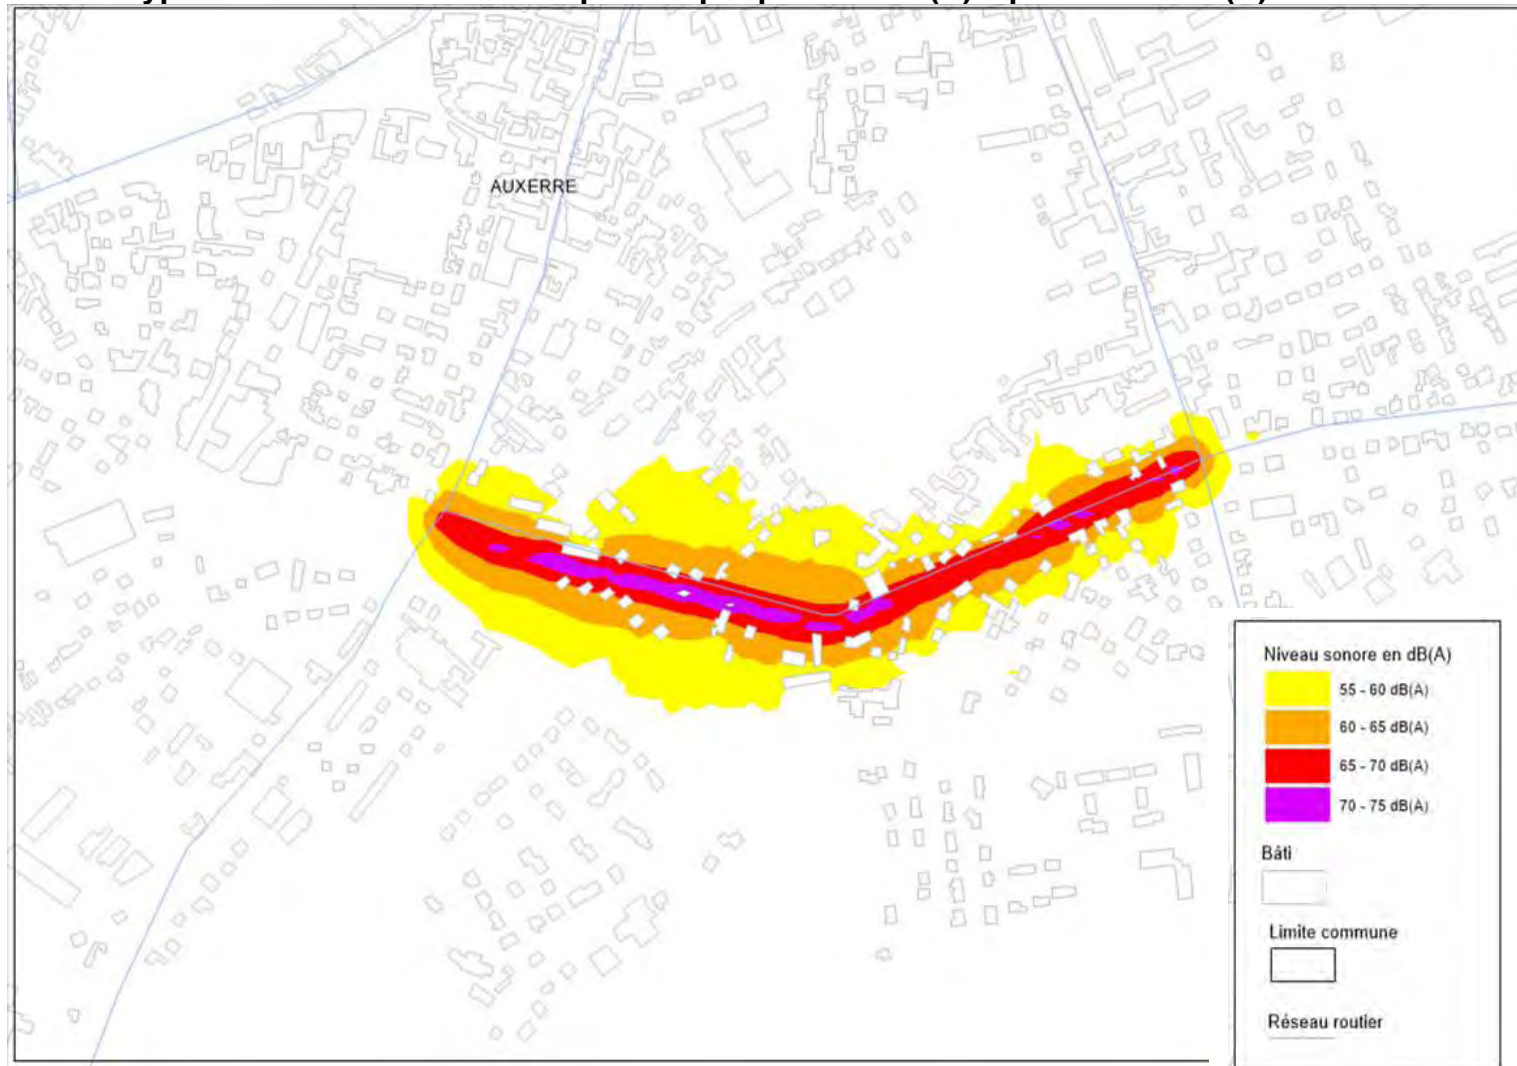 AUXERRE
Niveau sonore en dB(A)
55 - 60 dB(A)
60 - 65 dB(A)
65 - 70 dB(A)
70 - 75 dB(A)
Bâti
Limite commune
Réseau routier